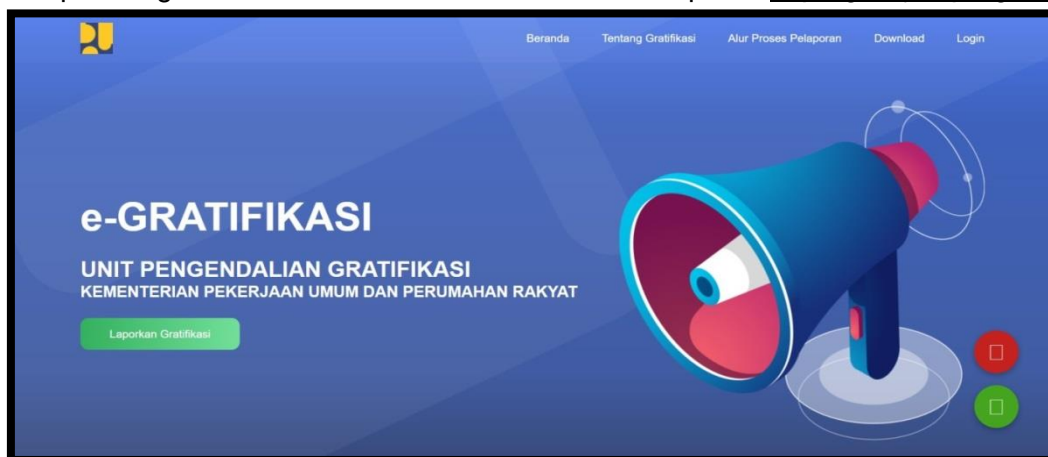 Beranda Tentang Gratifikasi Alur Proses Pelaporan Download Login
e-GRATIFIKASI
UNIT PENGENDALIAN GRATIFIKASI
KEMENTERIAN PEKERJAAN UMUM DAN PERUMAHAN RAKYAT
Laporkan Gratifikasi